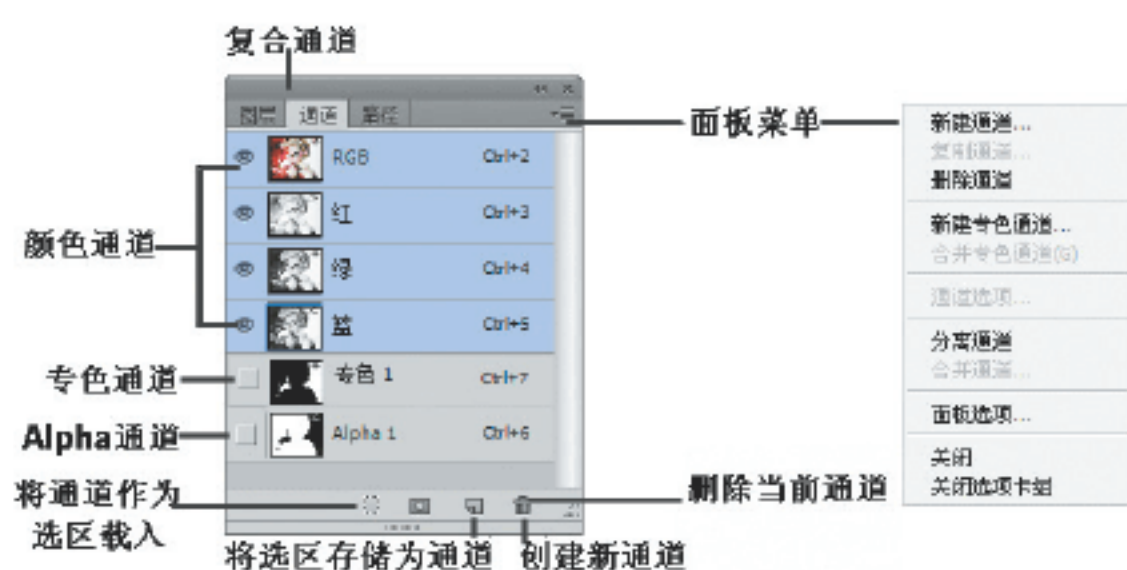 复合通道
图层 通道 路径
RGB Ctrl+2
红 Ctrl+3
绿 Ctrl+4
蓝 Ctrl+5
专色 1 Ctrl+7
Alpha 1 Ctrl+6
颜色通道
专色通道
Alpha通道
将通道作为
选区载入
将选区存储为通道
创建新通道
删除当前通道
面板菜单
新建通道...
复制通道...
删除通道
新建专色通道...
合并专色通道(G)
通道选项...
分离通道
合并通道...
面板选项...
关闭
关闭选项卡组